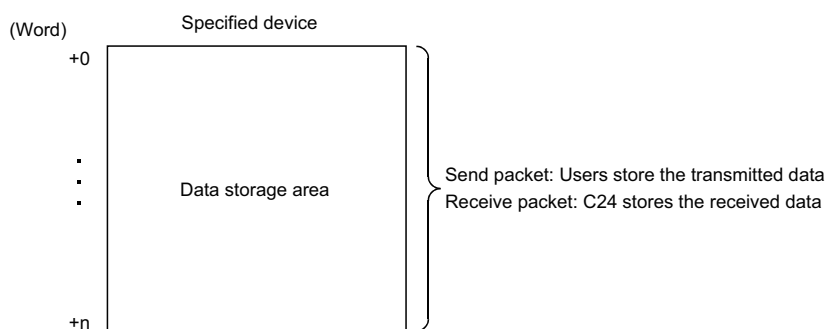 Specified device
(Word)
+0
Data storage area
Send packet: Users store the transmitted data
Receive packet: C24 stores the received data
+n